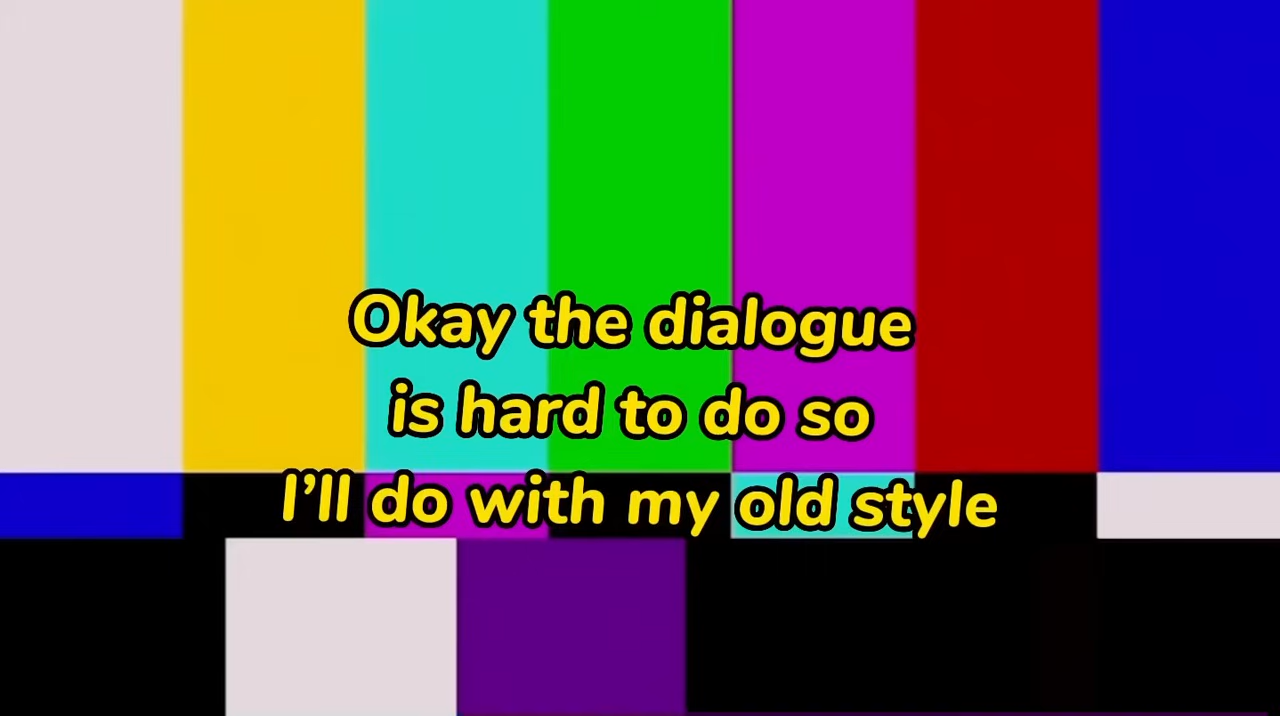 Okay the dialogue
is hard to do so
I’ll do with my old style